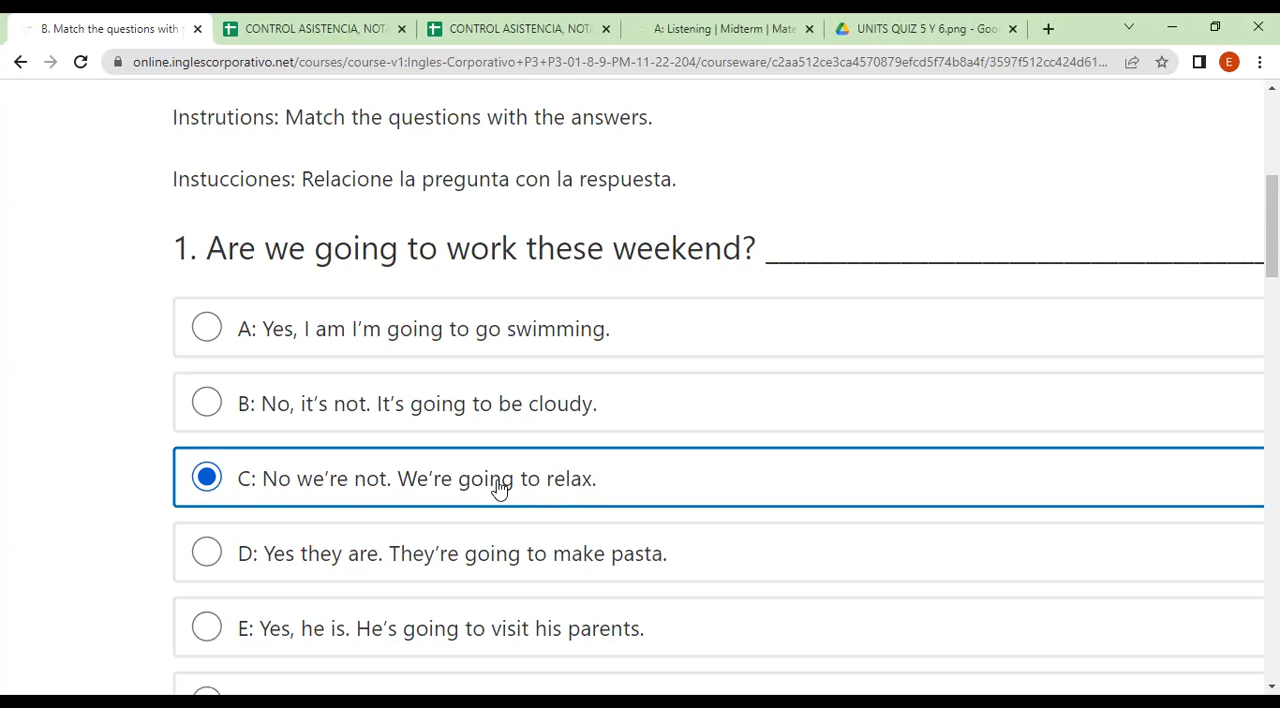 B. Match the questions with
CONTROL ASISTENCIA, NOT
CONTROL ASISTENCIA, NOT
A: Listening | Midterm | Mate
UNITS QUIZ 5 Y 6.png - Goo
online.inglescorporativo.net/courses/course-v1:Ingles-Corporativo+P3+P3-01-8-9-PM-11-22-204/courseware/c2a512ce3ca4570879efcd5f74b8a4f/3597f512cc424d61...
E
Instrutions: Match the questions with the answers.
Instucciones: Relacione la pregunta con la respuesta.
1. Are we going to work these weekend? ___________________________________
A: Yes, I am I’m going to go swimming.
B: No, it’s not. It’s going to be cloudy.
C: No we’re not. We’re going to relax.
D: Yes they are. They’re going to make pasta.
E: Yes, he is. He’s going to visit his parents.